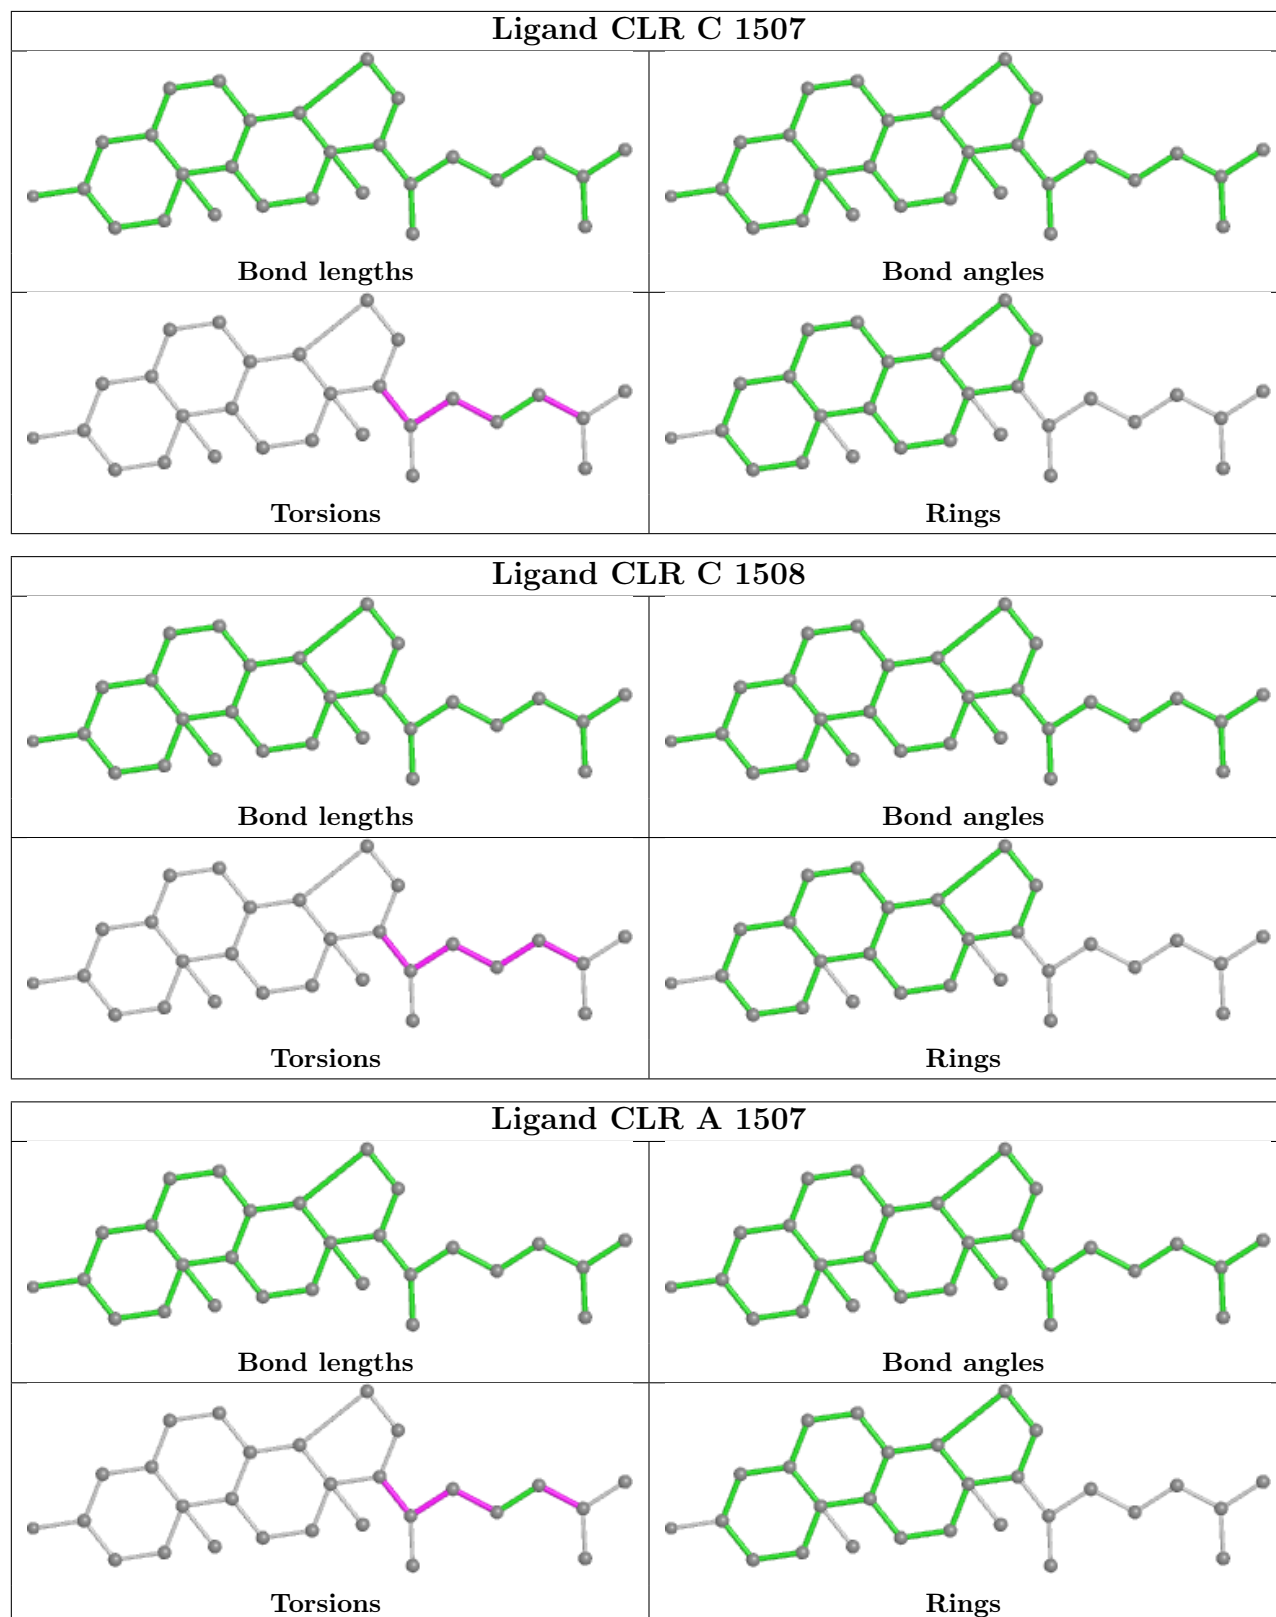 Ligand CLR C 1507
Bond lengths
Bond angles
Torsions
Rings
Ligand CLR C 1508
Bond lengths
Bond angles
Torsions
Rings
Ligand CLR A 1507
Bond lengths
Bond angles
Torsions
Rings